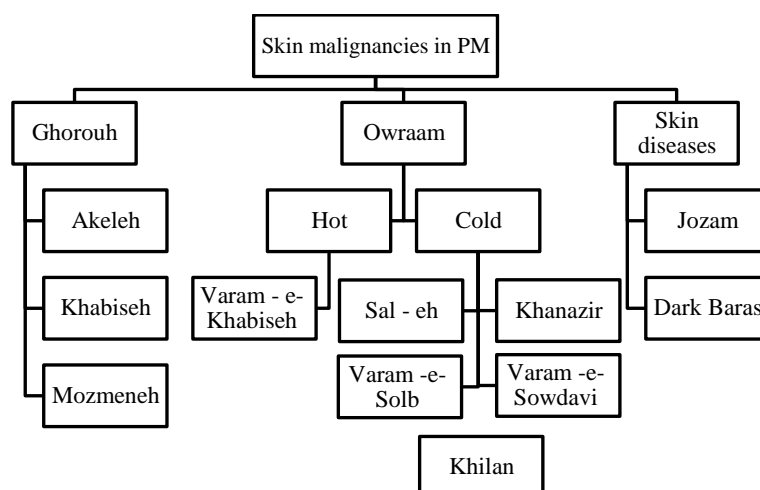 Skin malignancies in PM
Ghorouh
Owraam
Skin
diseases
Akeleh
Hot
Cold
Jozam
Khabiseh
Varam - e-
Khabiseh
Sal - eh
Khanazir
Dark Baras
Mozmeneh
Varam -e-
Solb
Varam -e-
Sowdavi
Khilan